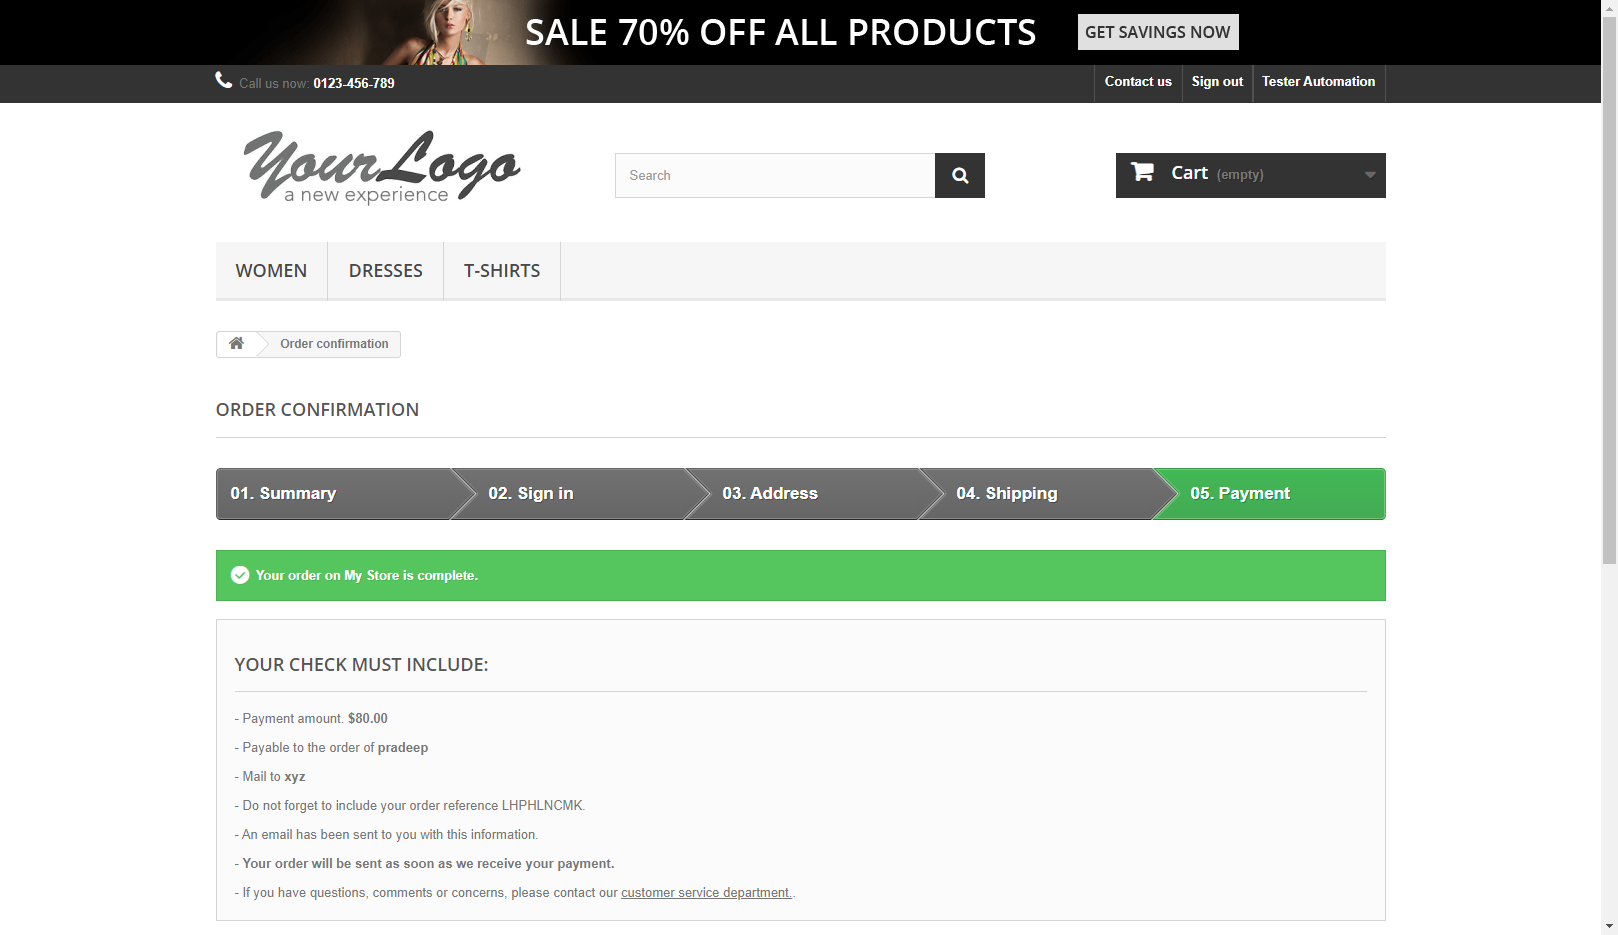 SALE 70% OFF ALL PRODUCTS GET SAVINGS NOW
Call us now: 0123-456-789 Contact us Sign out Tester Automation
YourLogo
a new experience
Search
Cart (empty)
WOMEN DRESSES T-SHIRTS
Order confirmation
ORDER CONFIRMATION
01. Summary 02. Sign in 03. Address 04. Shipping 05. Payment
Your order on My Store is complete.
YOUR CHECK MUST INCLUDE:
- Payment amount. $80.00
- Payable to the order of pradeep
- Mail to xyz
- Do not forget to include your order reference LHPHLNCMK.
- An email has been sent to you with this information.
- Your order will be sent as soon as we receive your payment.
- If you have questions, comments or concerns, please contact our customer service department..